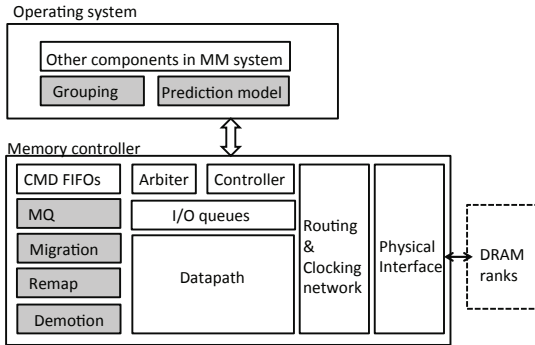 Operating system
Other components in MM system
Grouping
Prediction model
Memory controller
CMD FIFOs
Arbiter
Controller
MQ
I/O queues
Migration
Remap
Demotion
Datapath
Routing
&
Clocking
network
Physical
Interface
DRAM
ranks